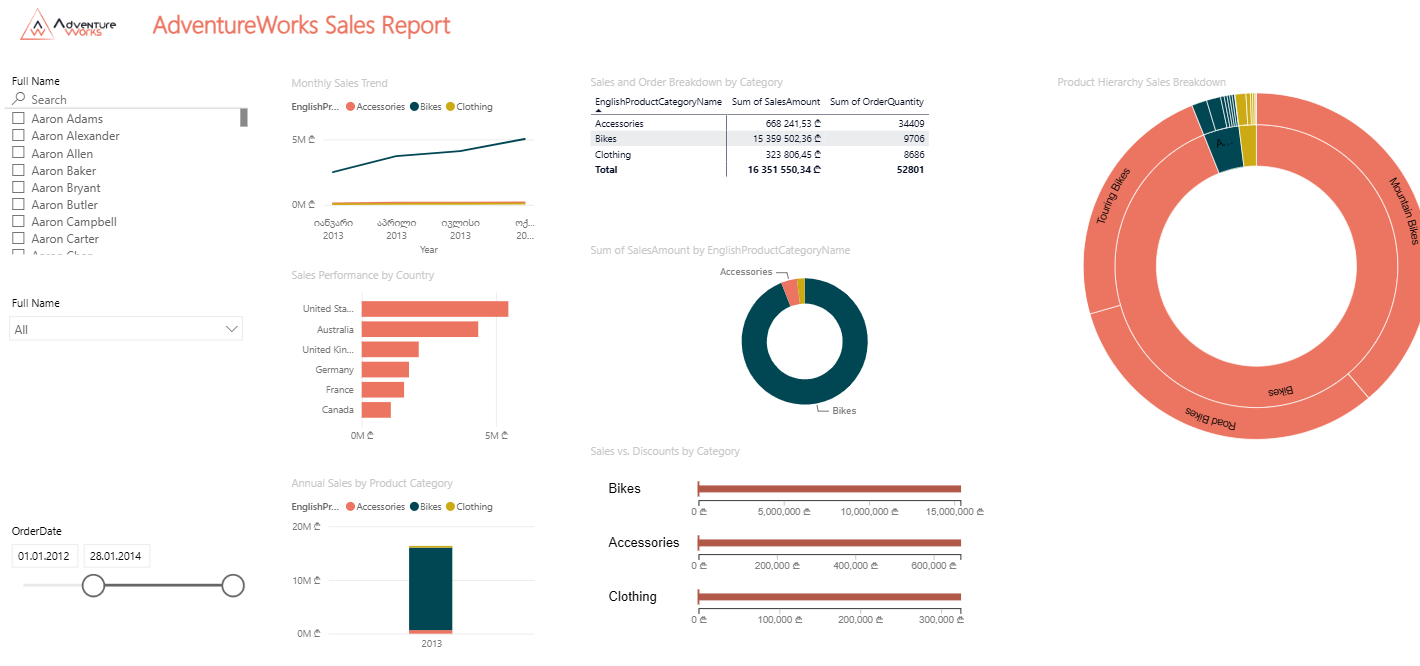 Adventure
Works
AdventureWorks Sales Report
Full Name
Search
Aaron Adams
Aaron Alexander
Aaron Allen
Aaron Baker
Aaron Bryant
Aaron Butler
Aaron Campbell
Aaron Carter
Full Name
All
OrderDate
01.01.2012 28.01.2014
Monthly Sales Trend
EnglishPr... Accessories Bikes Clothing
5M ₾
0M ₾
იანვარი 2013
აპრილი 2013
ივლისი 2013
ოქ... 20...
Year
Sales Performance by Country
United Sta...
Australia
United Kin...
Germany
France
Canada
0M ₾ 5M ₾
Annual Sales by Product Category
EnglishPr... Accessories Bikes Clothing
20M ₾
10M ₾
0M ₾
2013
Sales and Order Breakdown by Category
EnglishProductCategoryName Sum of SalesAmount Sum of OrderQuantity
Accessories 668 241,53 ₾ 34409
Bikes 15 359 502,36 ₾ 9706
Clothing 323 806,45 ₾ 8686
Total 16 351 550,34 ₾ 52801
Sum of SalesAmount by EnglishProductCategoryName
Accessories
Bikes
Sales vs. Discounts by Category
Bikes
0 ₾ 5,000,000 ₾ 10,000,000 ₾ 15,000,000 ₾
Accessories
0 ₾ 200,000 ₾ 400,000 ₾ 600,000 ₾
Clothing
0 ₾ 100,000 ₾ 200,000 ₾ 300,000 ₾
Product Hierarchy Sales Breakdown
A...
Touring Bikes
Mountain Bikes
Bikes
Road Bikes